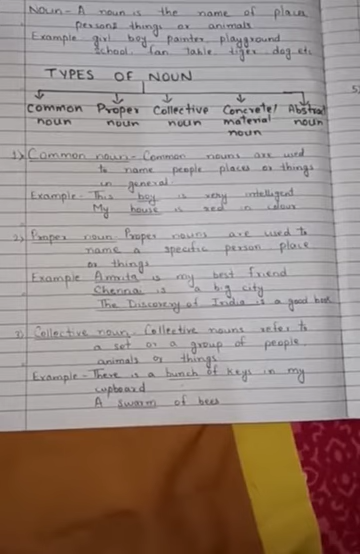 Noun - A noun is the name of place
persons things or animals
Example girl boy, painter, playground
school, fan table, tiger, dog etc
TYPES OF NOUN
Common noun
Proper noun
Collective noun
Concrete/ material noun
Abstract noun
1) Common noun - Common nouns are used
to name people places or things
in general
Example - This boy is very intelligent
My house is red in colour
2) Proper noun Proper nouns are used to
name a specific person place
or things
Example Amrita is my best friend
Chennai is a big city
The Discovery of India is a good book
Collective noun - Collective nouns refer to
a set or a group of people,
animals or things
Example - There is a bunch of keys in my
cupboard
A swarm of bees
5)